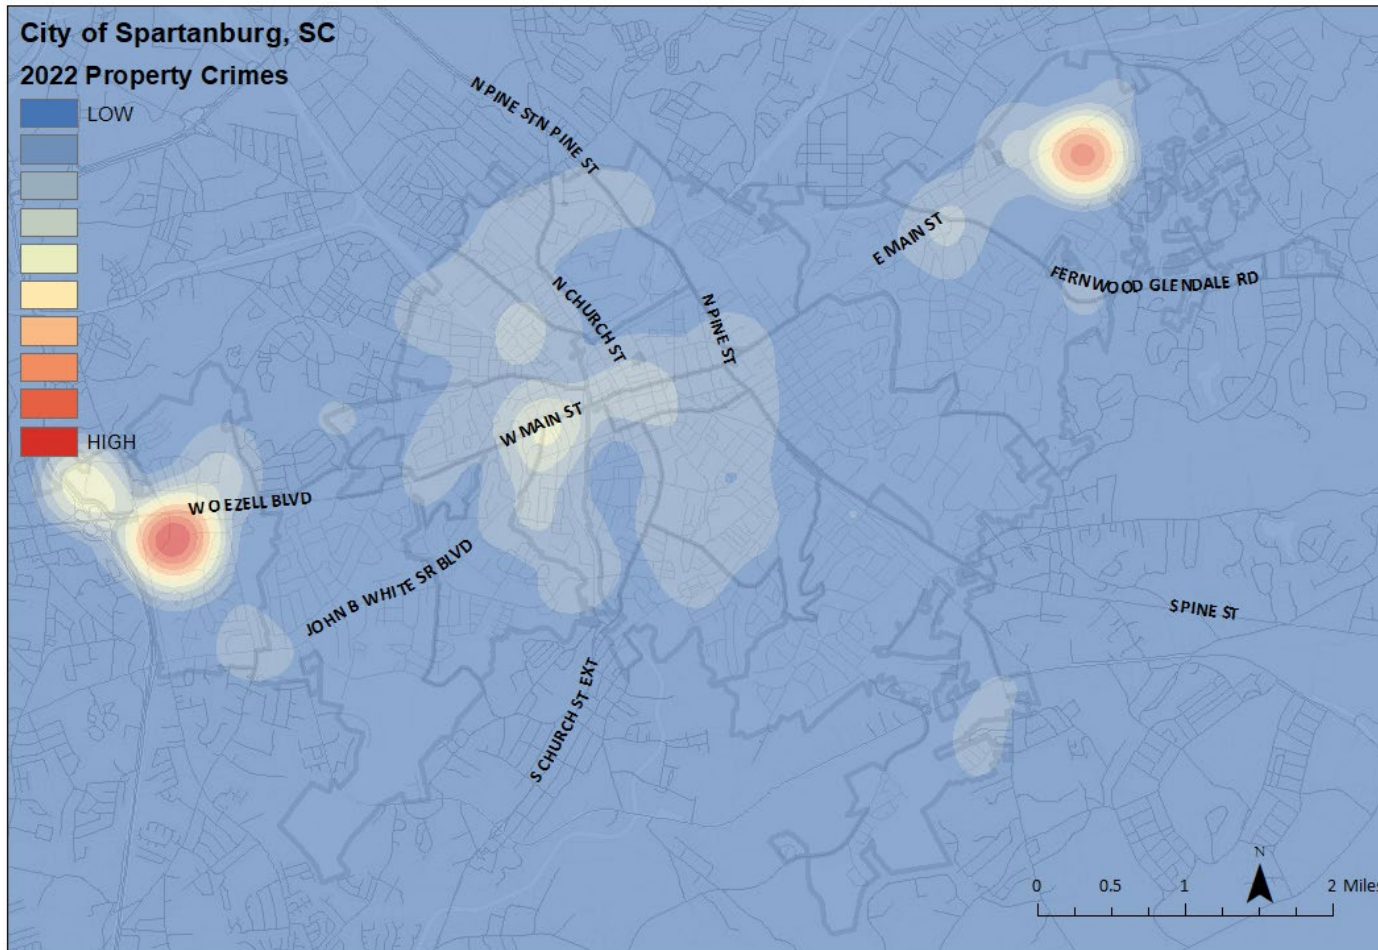 City of Spartanburg, SC
2022 Property Crimes
LOW
HIGH
N PINE STN PINE ST
E MAIN ST
FERNWOOD GLENDALE RD
N CHURCH ST
N PINE ST
W MAIN ST
W O EZELL BLVD
JOHN B WHITE SR BLVD
S PINE ST
S CHURCH ST EXT
N
0 0.5 1 2 Miles